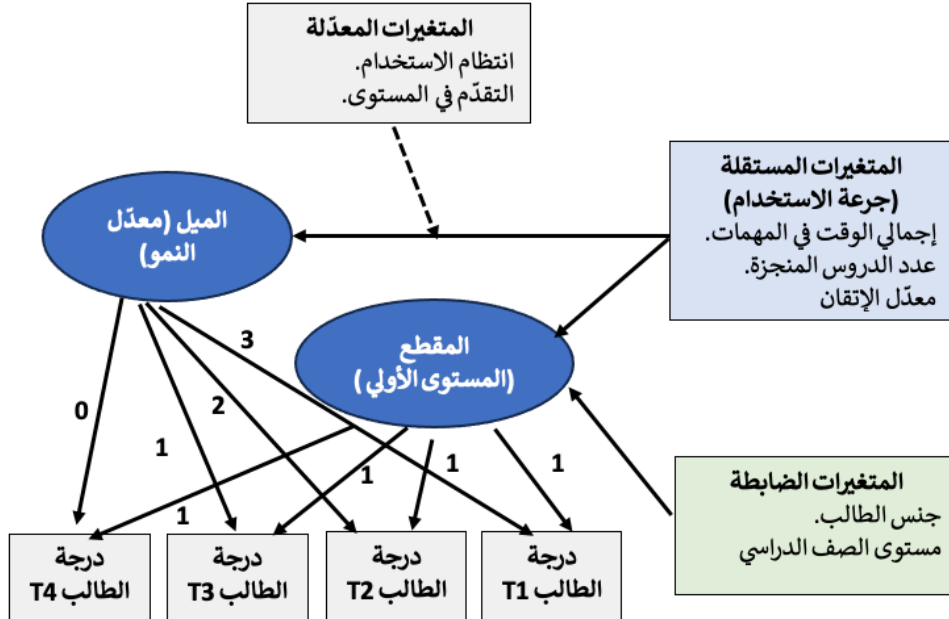 المتغيرات المعدّلة
انتظام الاستخدام.
التقدّم في المستوى.
المتغيرات المستقلة
(جرعة الاستخدام)
إجمالي الوقت في المهمات.
عدد الدروس المنجزة.
معدّل الإتقان
الميل (معدّل
النمو)
المقطع
(المستوى الأولي )
3
2
0
1
1
1
1
1
المتغيرات الضابطة
جنس الطالب.
مستوى الصف الدراسي
درجة
الطالب T1
درجة
الطالب T2
درجة
الطالب T3
درجة
الطالب T4